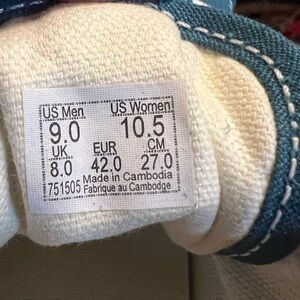 US Men US Women
9.0 10.5
UK EUR CM
8.0 42.0 27.0
Made in Cambodia
751505 Fabrique au Cambodge